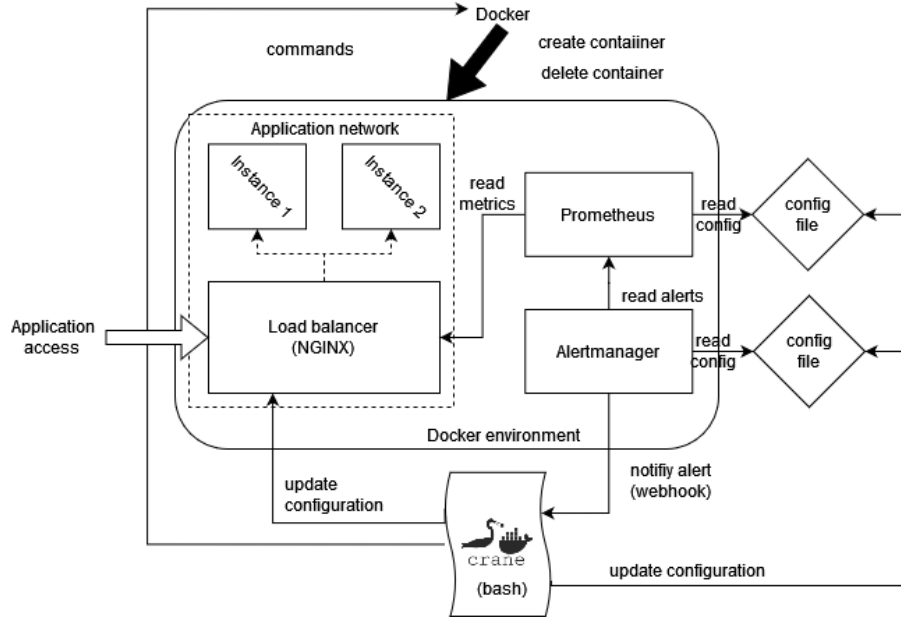 Docker
commands
create contaiiner
delete container
Application network
Instance 1
Instance 2
read
metrics
Prometheus
read
config
config
file
read alerts
Application
access
Load balancer
(NGINX)
Alertmanager
read
config
config
file
Docker environment
update
configuration
notifiy alert
(webhook)
crane
(bash)
update configuration